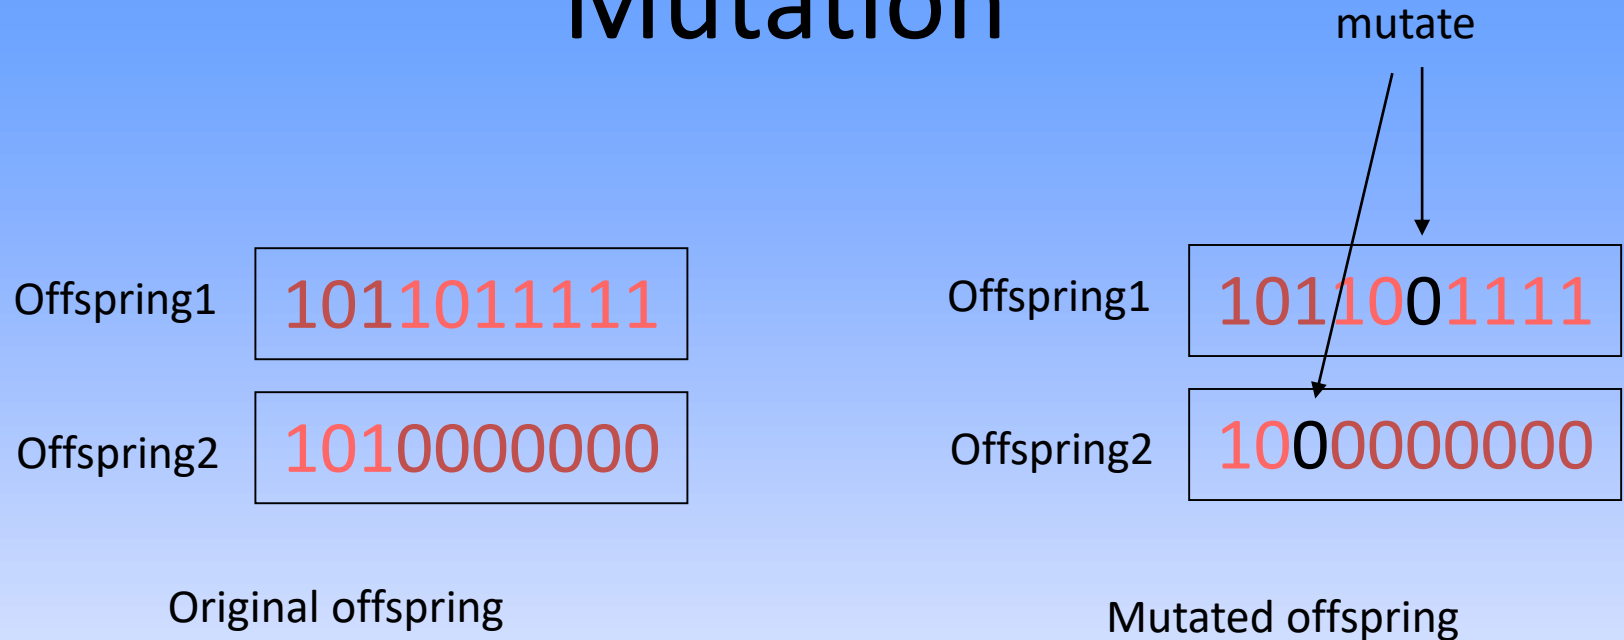 Mutation
mutate
Offspring1 1011011111
Offspring2 1010000000
Original offspring
Offspring1 1011001111
Offspring2 1000000000
Mutated offspring